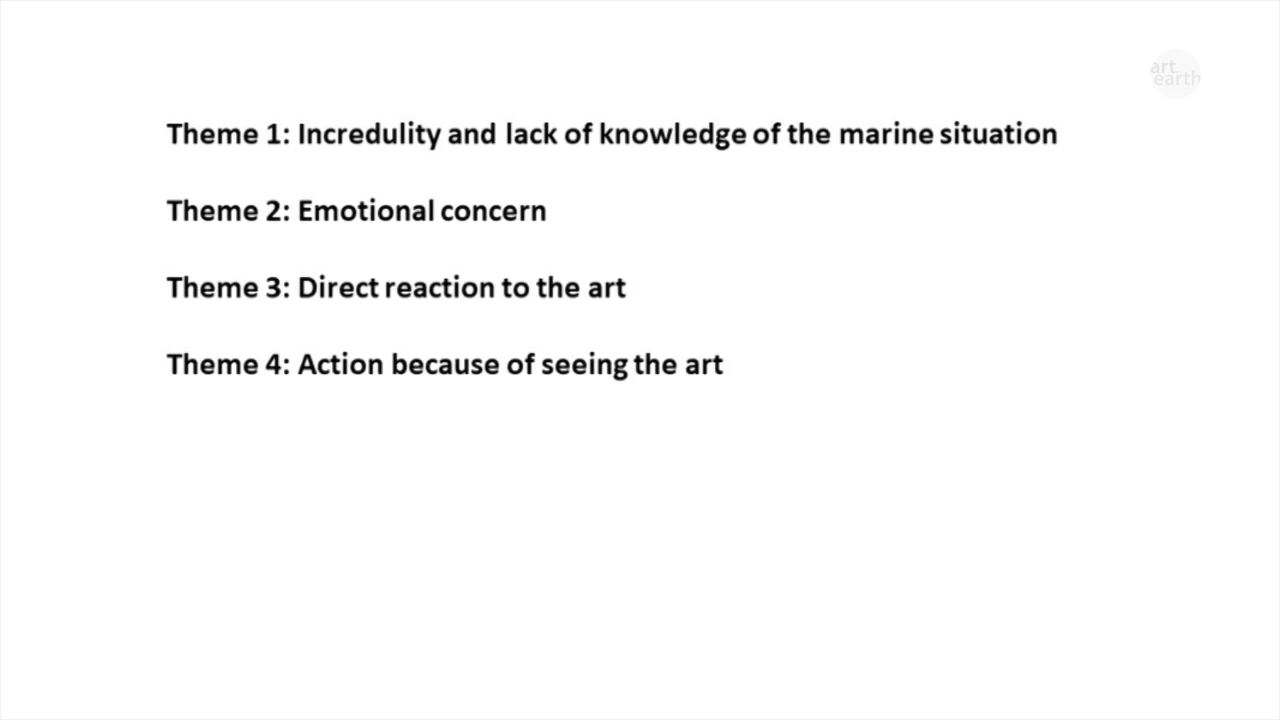 art
earth
Theme 1: Incredulity and lack of knowledge of the marine situation
Theme 2: Emotional concern
Theme 3: Direct reaction to the art
Theme 4: Action because of seeing the art